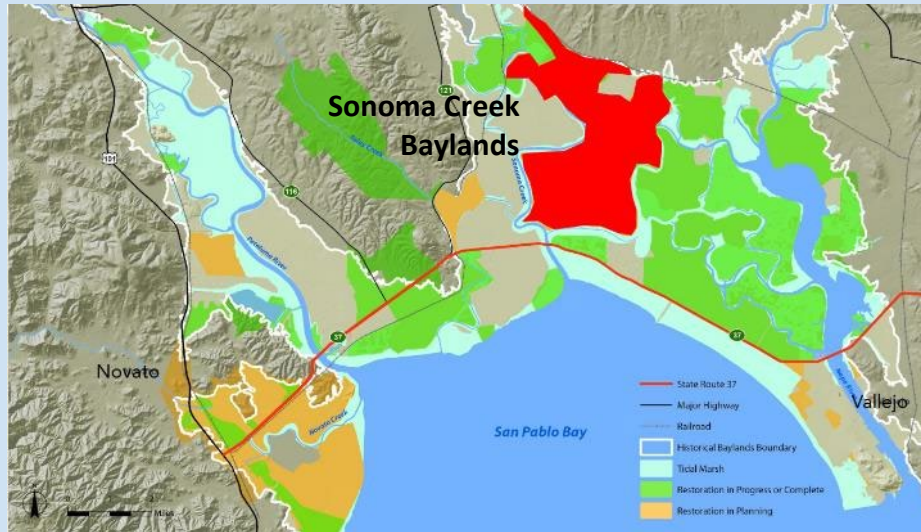 Sonoma Creek
Baylands
121
101
116
Sonoma Creek
Petaluma River
37
37
Novato
Novato Creek
San Pablo Bay
Vallejo
State Route 37
Major Highway
Railroad
Historical Baylands Boundary
Tidal Marsh
Restoration in Progress or Complete
Restoration in Planning
Miles